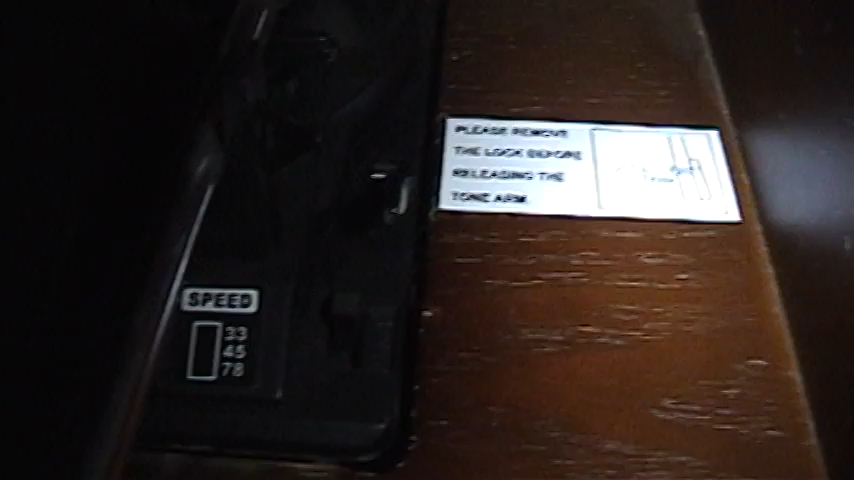 PLEASE REMOVE
THE LOCK BEFORE
RELEASING THE
TONE ARM
SPEED
33
45
78